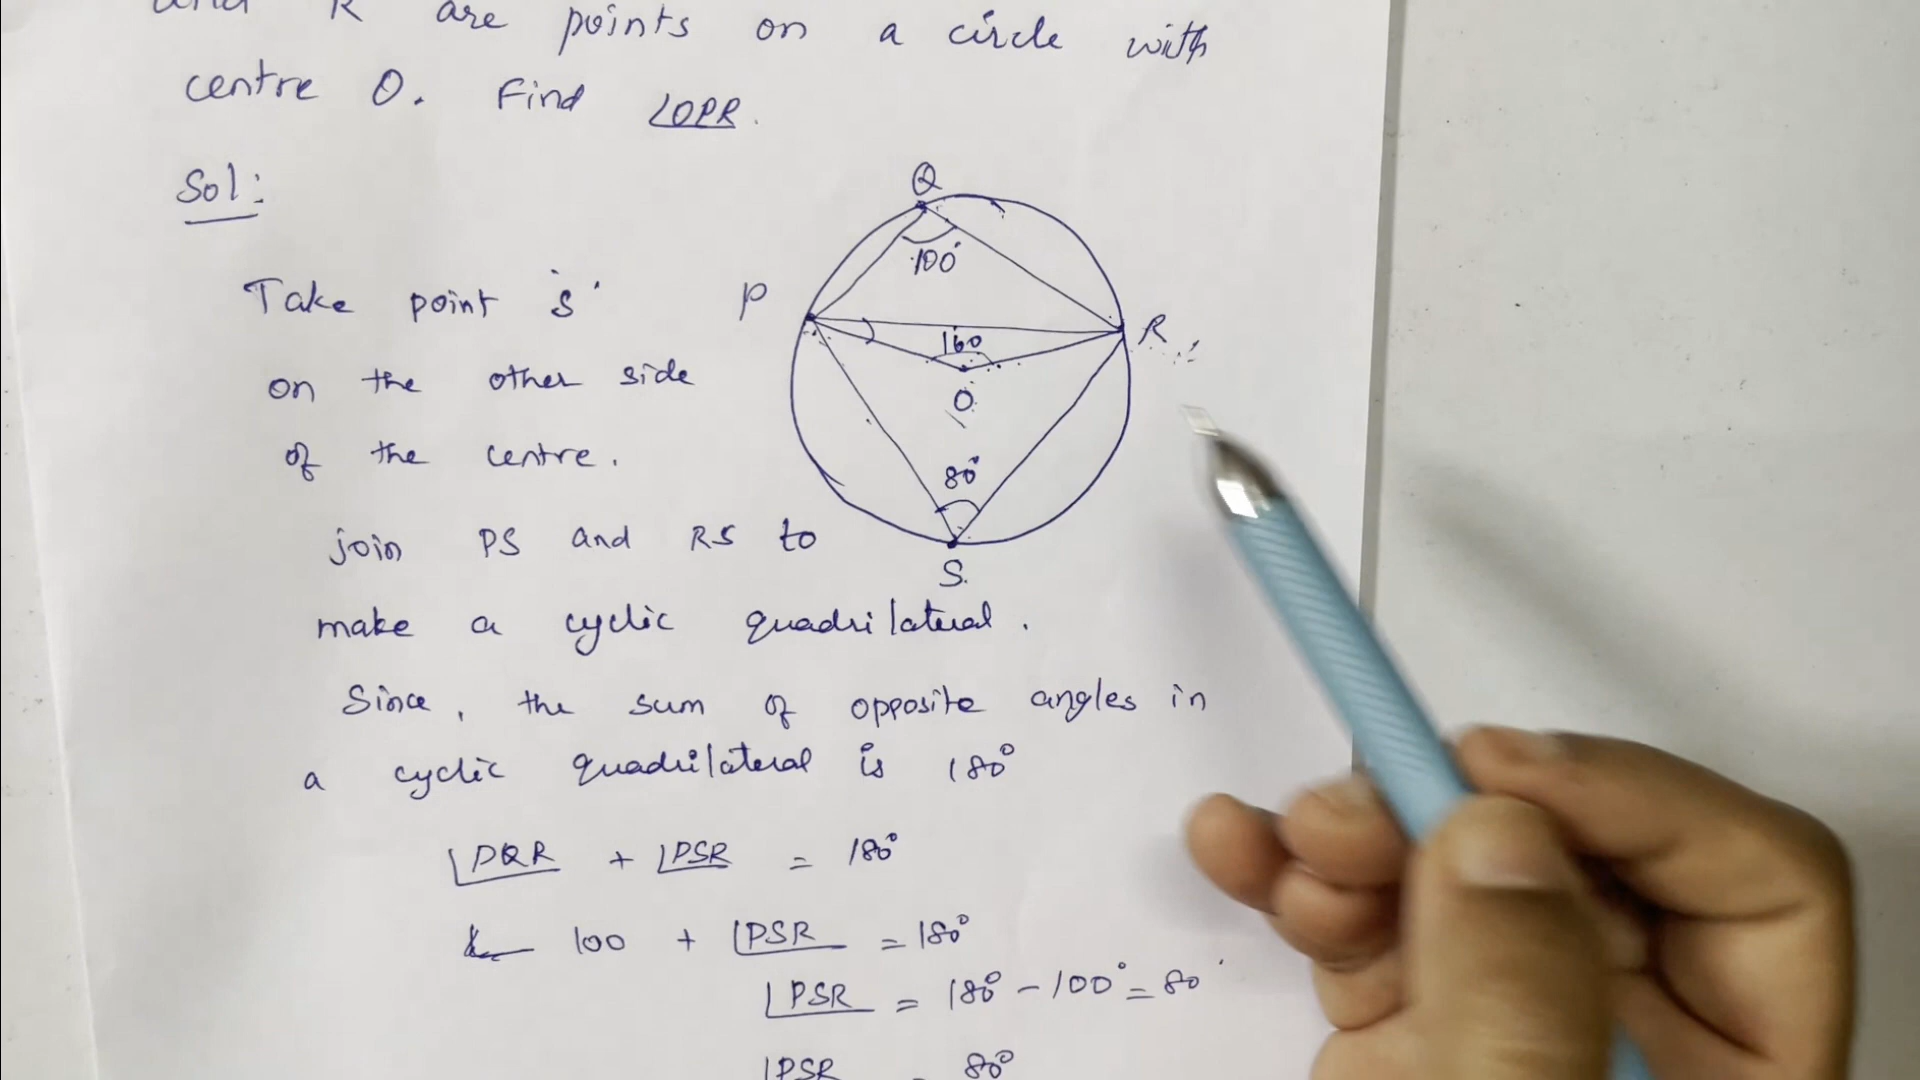 and R are points on a circle with
centre O. Find ∠OPR.
Sol:
Q
100°
Take point 's'
P
160
R
on the other side
O
of the centre.
80°
join PS and RS to
S.
make a cyclic quadrilateral.
Since, the sum of opposite angles in
a cyclic quadrilateral is 180°
∠PQR + ∠PSR = 180°
100 + ∠PSR = 180°
∠PSR = 180° - 100° = 80°
∠PSR = 80°